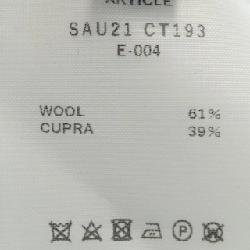 ARTICLE
SAU21 CT193
E-004
WOOL 61%
CUPRA 39%
P